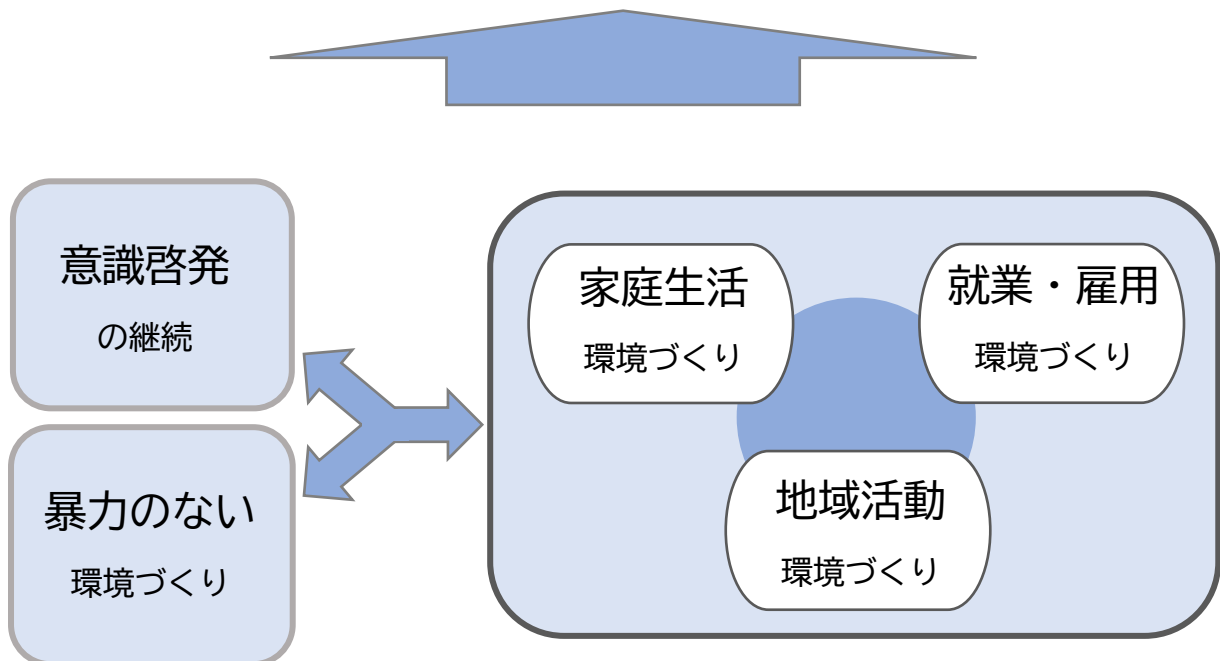 意識啓発
の継続
暴力のない
環境づくり
家庭生活
環境づくり
就業・雇用
環境づくり
地域活動
環境づくり